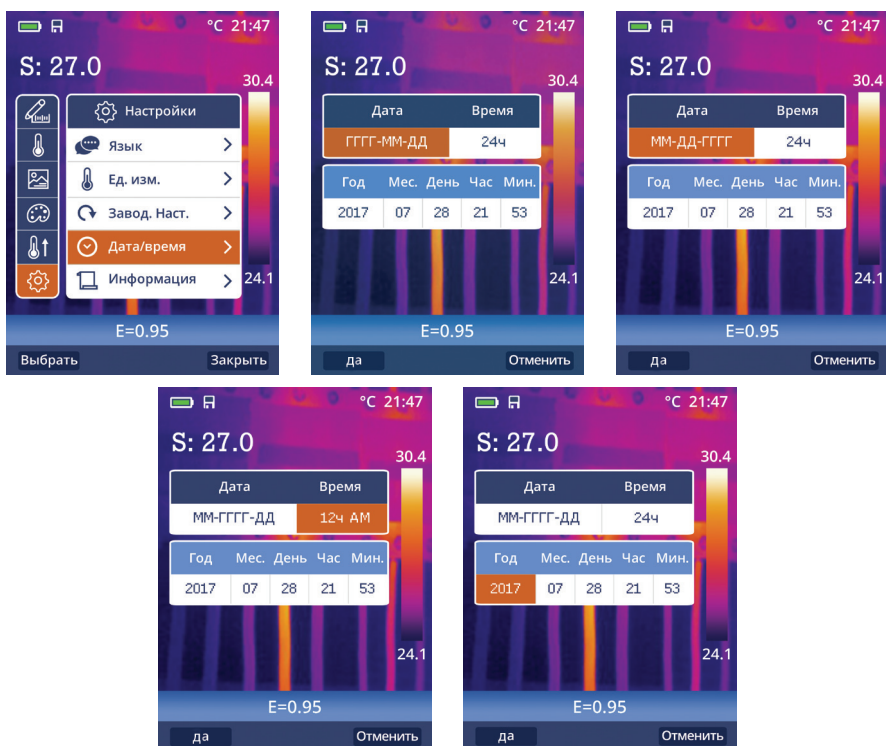 °C 21:47
S: 27.0
30.4
Настройки
Язык
Ед. изм.
Завод. Наст.
Дата/время
Информация
24.1
E=0.95
Выбрать Закрыть
°C 21:47
S: 27.0
30.4
Дата Время
ГГГГ-ММ-ДД 24ч
Год Мес. День Час Мин.
2017 07 28 21 53
24.1
E=0.95
да Отменить
°C 21:47
S: 27.0
30.4
Дата Время
ММ-ДД-ГГГГ 24ч
Год Мес. День Час Мин.
2017 07 28 21 53
24.1
E=0.95
да Отменить
°C 21:47
S: 27.0
30.4
Дата Время
ММ-ГГГГ-ДД 12ч AM
Год Мес. День Час Мин.
2017 07 28 21 53
24.1
E=0.95
да Отменить
°C 21:47
S: 27.0
30.4
Дата Время
ММ-ГГГГ-ДД 24ч
Год Мес. День Час Мин.
2017 07 28 21 53
24.1
E=0.95
да Отменить